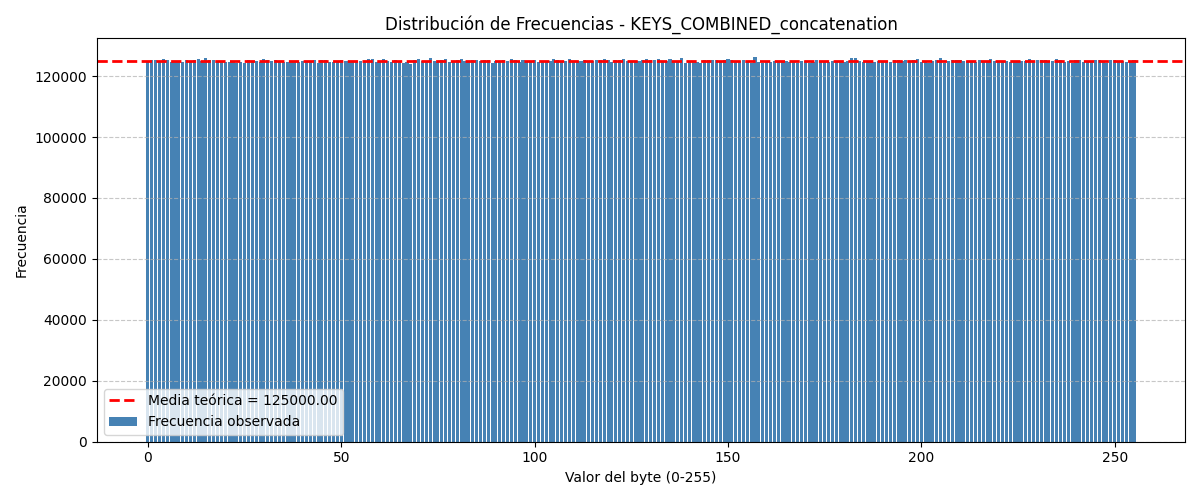 Distribución de Frecuencias - KEYS_COMBINED_concatenation
Frecuencia
120000
100000
80000
60000
40000
20000
0
Media teórica = 125000.00
Frecuencia observada
0 50 100 150 200 250
Valor del byte (0-255)